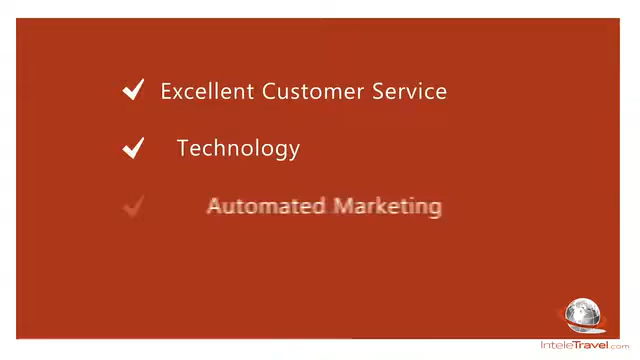 Excellent Customer Service
Technology
Automated Marketing
InteleTravel.com